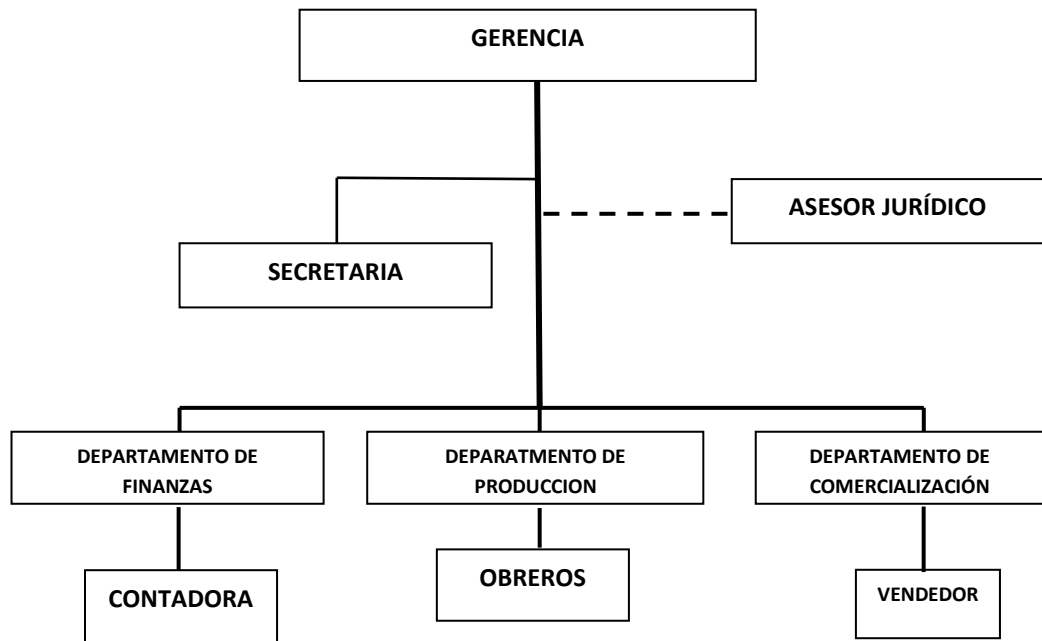 GERENCIA
ASESOR JURÍDICO
SECRETARIA
DEPARTAMENTO DE
FINANZAS
DEPARATMENTO DE
PRODUCCION
DEPARTAMENTO DE
COMERCIALIZACIÓN
CONTADORA
OBREROS
VENDEDOR